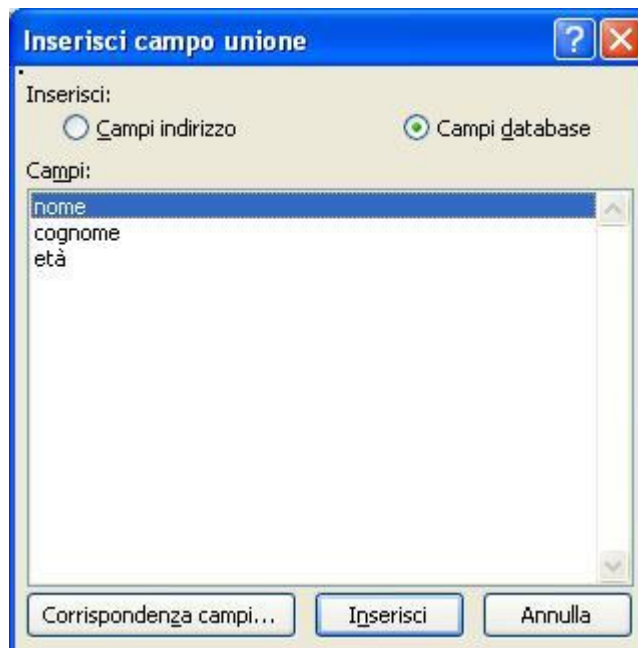 Inserisci campo unione
Inserisci:
Campi indirizzo Campi database
Campi:
nome
cognome
età
Corrispondenza campi... Inserisci Annulla